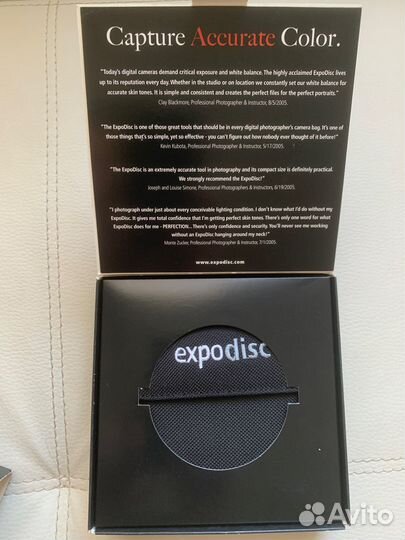 Capture Accurate Color.
"Today's digital cameras demand critical exposure and white balance. The highly acclaimed ExpoDisc lives
up to its reputation every day. Whether in the studio or on location we constantly set our white balance for
accurate skin tones. It is simple and consistent and creates the perfect files for the perfect portraits."
Clay Blackmore, Professional Photographer & Instructor, 8/5/2005.
"The ExpoDisc is one of those great tools that should be in every digital photographer's camera bag. It's one of
those things that's so simple, yet so effective - you can't figure out how nobody ever thought of it before!"
Kevin Kubota, Professional Photographer & Instructor, 5/17/2005.
"The ExpoDisc is an extremely accurate tool in photography and its compact size is definitely practical.
We strongly recommend the ExpoDisc!"
Joseph and Louise Simone, Professional Photographers & Instructors, 6/19/2005.
"I photograph under just about every conceivable lighting condition. I don't know what I'd do without my
ExpoDisc. It gives me total confidence that I'm getting perfect skin tones. There's only one word for what
ExpoDisc does for me - PERFECTION... There's only confidence and security. You'll never see me working
without an ExpoDisc hanging around my neck!"
Monte Zucker, Professional Photographer & Instructor, 7/1/2005.
www.expodisc.com
expodisc
Avito